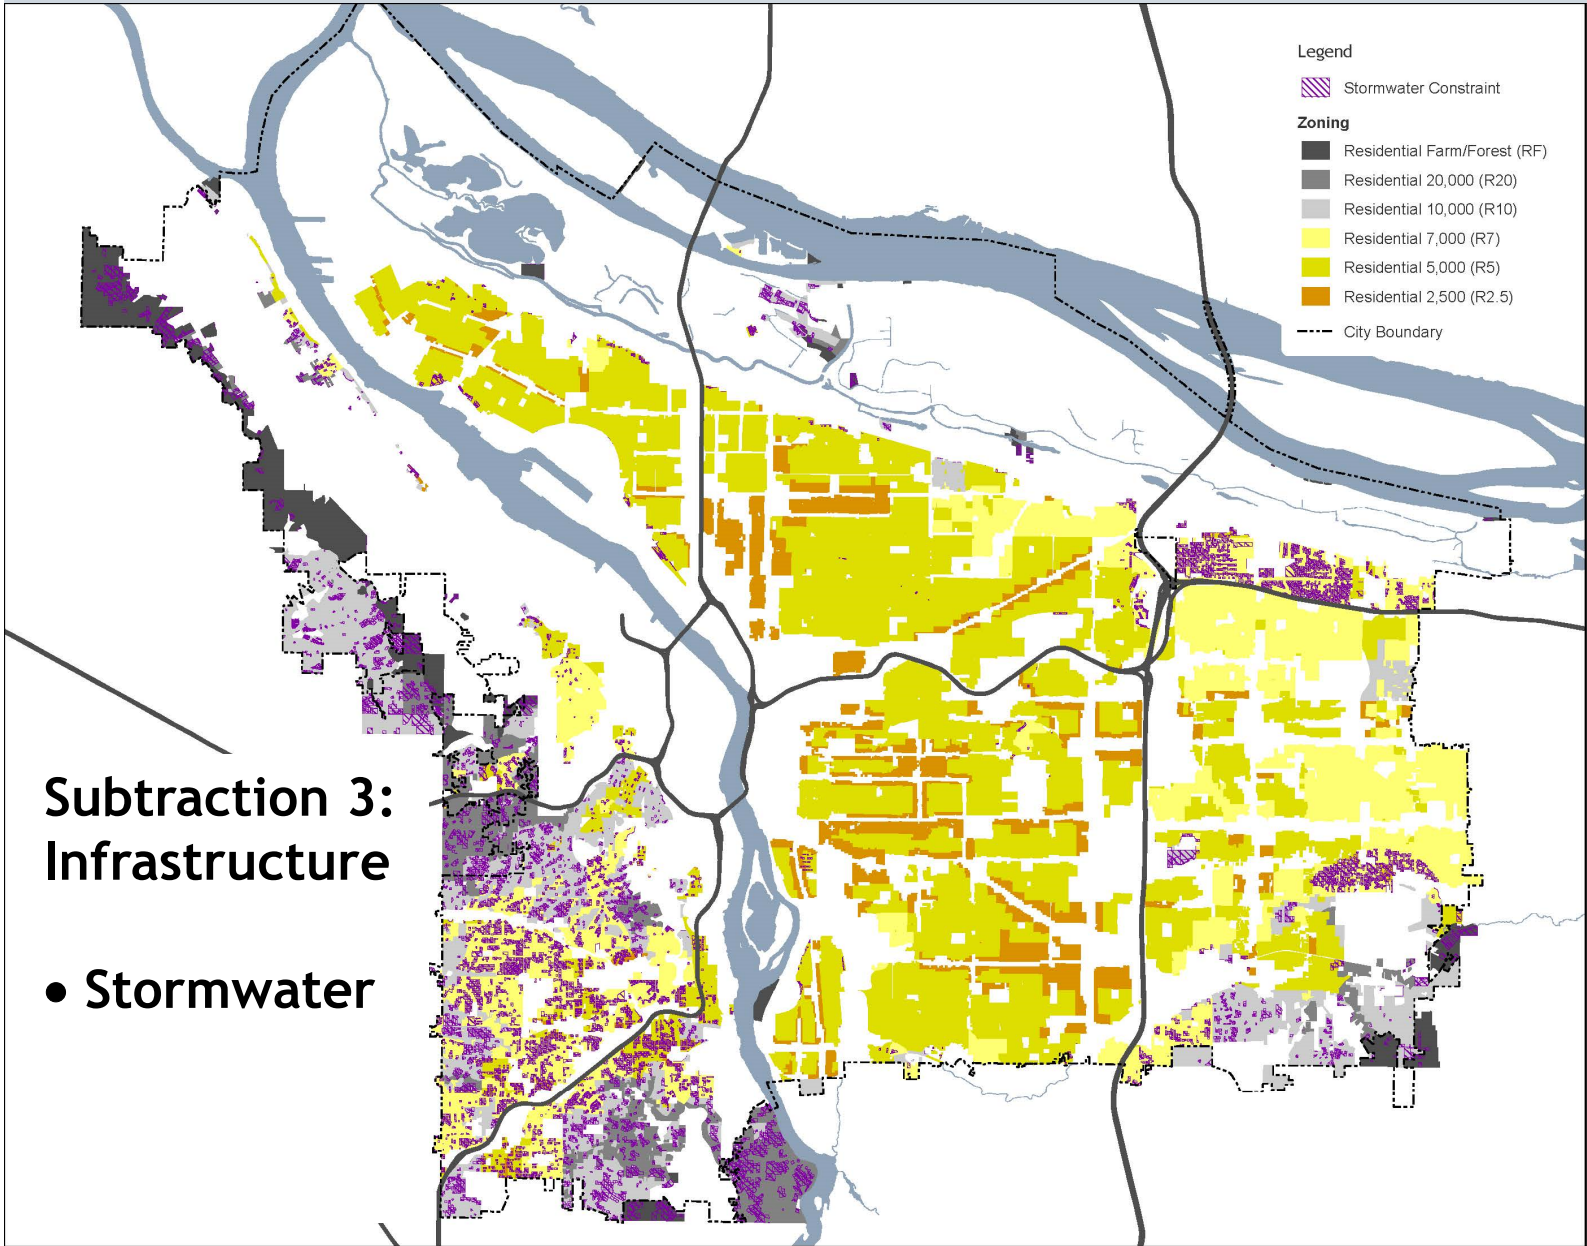 Legend
Stormwater Constraint
Zoning
Residential Farm/Forest (RF)
Residential 20,000 (R20)
Residential 10,000 (R10)
Residential 7,000 (R7)
Residential 5,000 (R5)
Residential 2,500 (R2.5)
City Boundary
Subtraction 3:
Infrastructure
• Stormwater